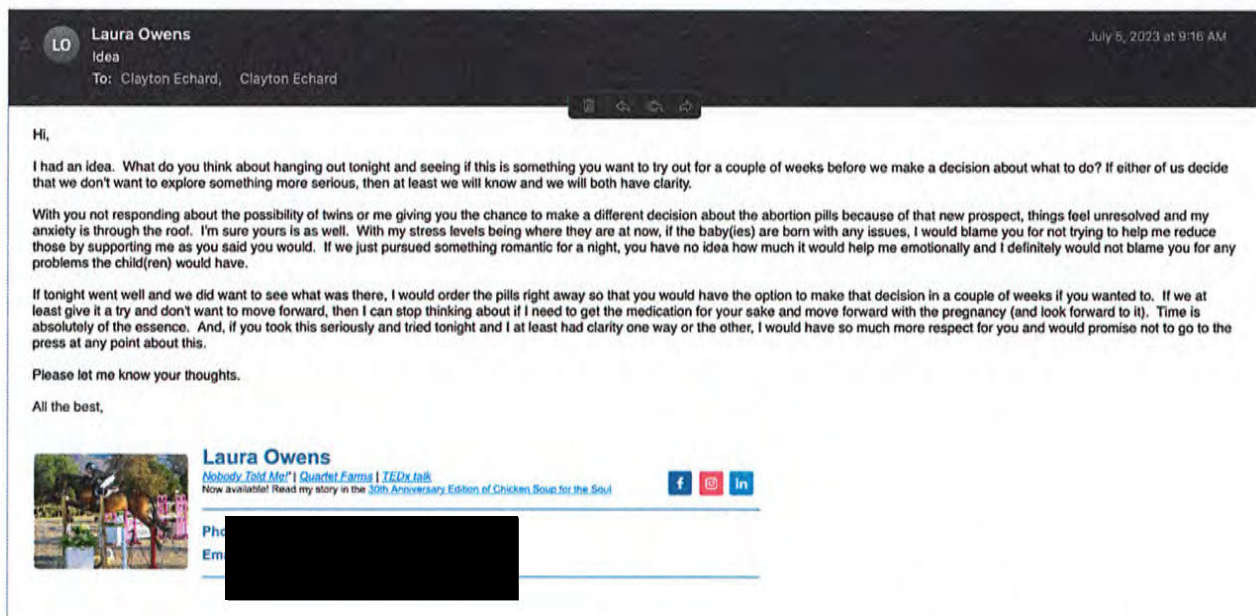 LO
Laura Owens
July 5, 2023 at 9:16 AM
Idea
To: Clayton Echard, Clayton Echard
Hi,
I had an idea. What do you think about hanging out tonight and seeing if this is something you want to try out for a couple of weeks before we make a decision about what to do? If either of us decide
that we don't want to explore something more serious, then at least we will know and we will both have clarity.
With you not responding about the possibility of twins or me giving you the chance to make a different decision about the abortion pills because of that new prospect, things feel unresolved and my
anxiety is through the roof. I'm sure yours is as well. With my stress levels being where they are at now, if the baby(ies) are born with any issues, I would blame you for not trying to help me reduce
those by supporting me as you said you would. If we just pursued something romantic for a night, you have no idea how much it would help me emotionally and I definitely would not blame you for any
problems the child(ren) would have.
If tonight went well and we did want to see what was there, I would order the pills right away so that you would have the option to make that decision in a couple of weeks if you wanted to. If we at
least give it a try and don't want to move forward, then I can stop thinking about if I need to get the medication for your sake and move forward with the pregnancy (and look forward to it). Time is
absolutely of the essence. And, if you took this seriously and tried tonight and I at least had clarity one way or the other, I would have so much more respect for you and would promise not to go to the
press at any point about this.
Please let me know your thoughts.
All the best,
Laura Owens
Nobody Told Me!* | Quartet Farms | TEDx talk
Now available! Read my story in the 30th Anniversary Edition of Chicken Soup for the Soul
f in
Pho
Ema